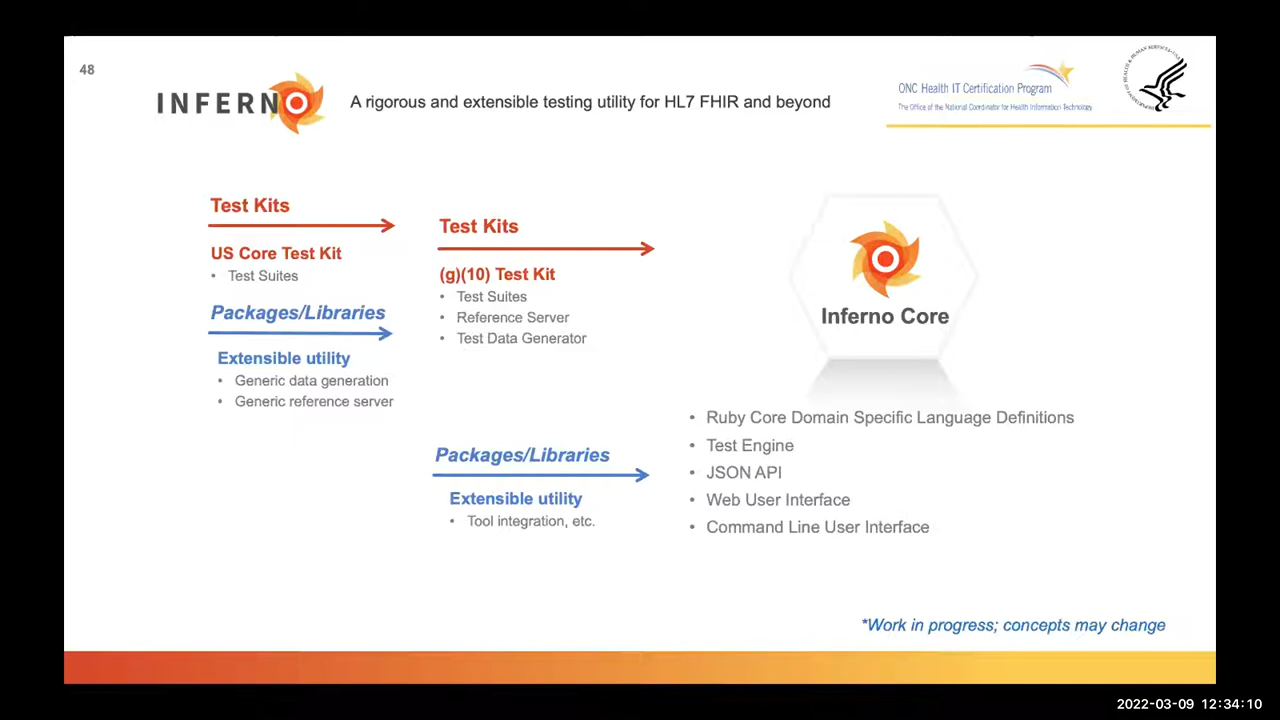 48
INFERNO
A rigorous and extensible testing utility for HL7 FHIR and beyond
ONC Health IT Certification Program
The Office of the National Coordinator for Health Information Technology
Test Kits
US Core Test Kit
• Test Suites
Packages/Libraries
Extensible utility
• Generic data generation
• Generic reference server
Test Kits
(g)(10) Test Kit
• Test Suites
• Reference Server
• Test Data Generator
Packages/Libraries
Extensible utility
• Tool integration, etc.
Inferno Core
• Ruby Core Domain Specific Language Definitions
• Test Engine
• JSON API
• Web User Interface
• Command Line User Interface
*Work in progress; concepts may change
2022-03-09 12:34:10